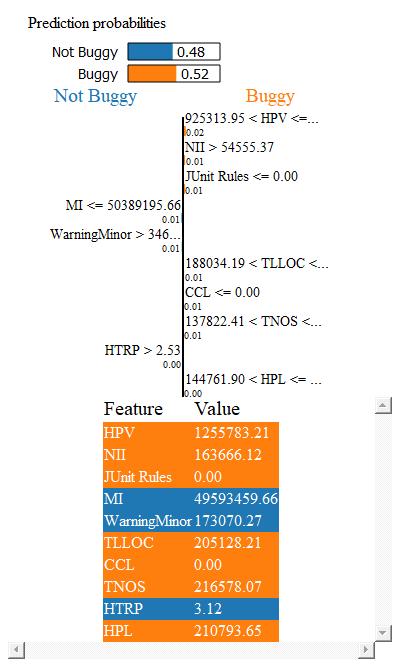 Prediction probabilities
Not Buggy 0.48
Buggy 0.52
Not Buggy Buggy
925313.95 < HPV <=...
0.02
NII > 54555.37
0.01
JUnit Rules <= 0.00
0.01
MI <= 50389195.66
0.01
WarningMinor > 346...
0.01
188034.19 < TLLOC <...
0.01
CCL <= 0.00
0.01
137822.41 < TNOS <...
0.01
HTRP > 2.53
0.00
144761.90 < HPL <= ...
0.00
Feature Value
HPV 1255783.21
NII 163666.12
JUnit Rules 0.00
MI 49593459.66
WarningMinor 173070.27
TLLOC 205128.21
CCL 0.00
TNOS 216578.07
HTRP 3.12
HPL 210793.65